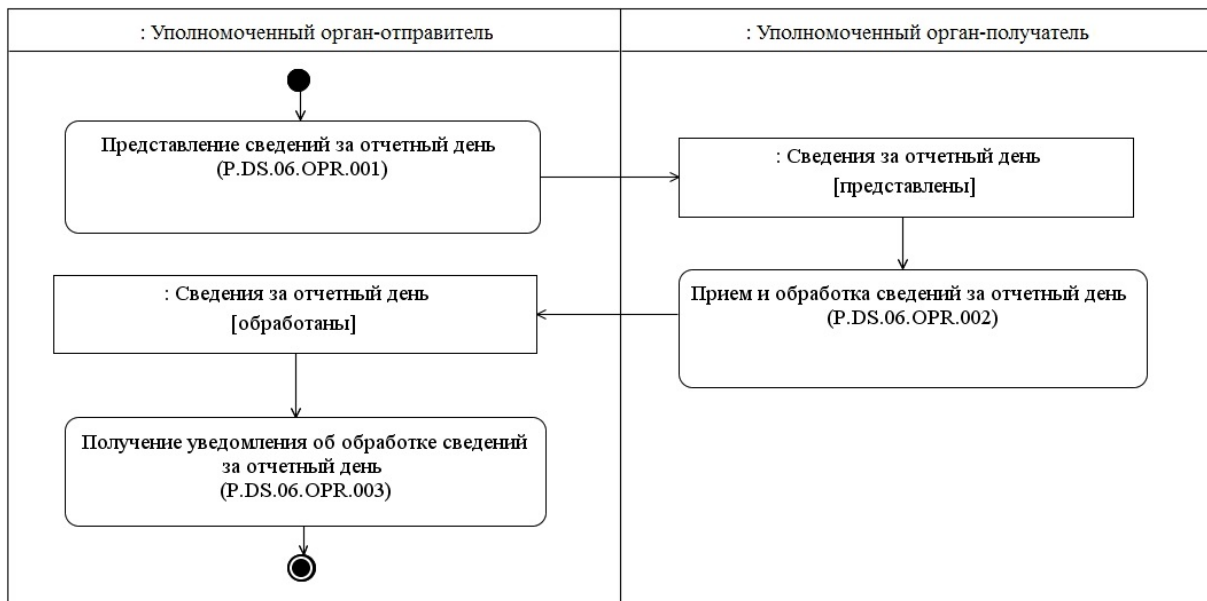 : Уполномоченный орган-отправитель
: Уполномоченный орган-получатель
Представление сведений за отчетный день
(P.DS.06.OPR.001)
: Сведения за отчетный день
[представлены]
Прием и обработка сведений за отчетный день
(P.DS.06.OPR.002)
: Сведения за отчетный день
[обработаны]
Получение уведомления об обработке сведений
за отчетный день
(P.DS.06.OPR.003)